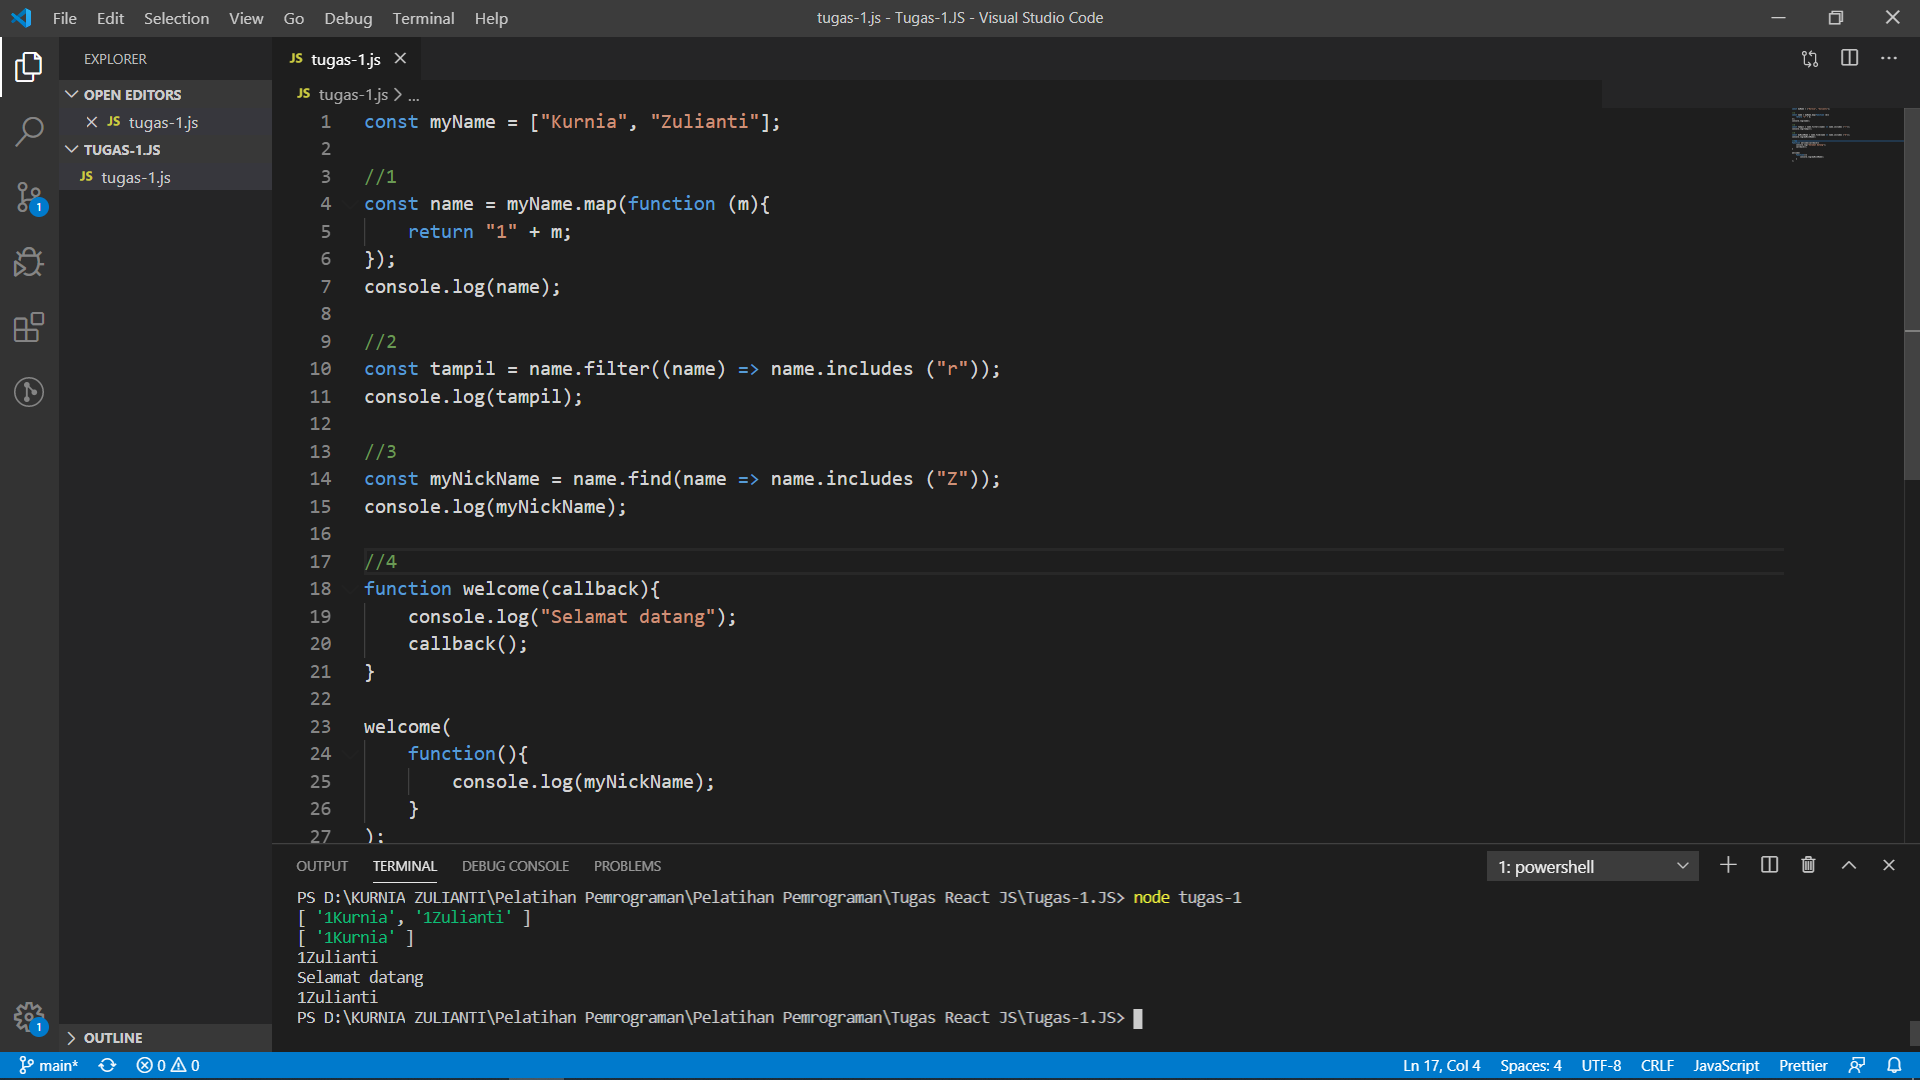 File Edit Selection View Go Debug Terminal Help
tugas-1.js - Tugas-1.JS - Visual Studio Code
EXPLORER
OPEN EDITORS
JS tugas-1.js
TUGAS-1.JS
JS tugas-1.js
OUTLINE
1
1
JS tugas-1.js
JS tugas-1.js > ...
1 const myName = ["Kurnia", "Zulianti"];
2
3 //1
4 const name = myName.map(function (m){
5     return "1" + m;
6 });
7 console.log(name);
8
9 //2
10 const tampil = name.filter((name) => name.includes ("r"));
11 console.log(tampil);
12
13 //3
14 const myNickName = name.find(name => name.includes ("Z"));
15 console.log(myNickName);
16
17 //4
18 function welcome(callback){
19     console.log("Selamat datang");
20     callback();
21 }
22
23 welcome(
24     function(){
25         console.log(myNickName);
26     }
27 );
OUTPUT TERMINAL DEBUG CONSOLE PROBLEMS
1: powershell
PS D:\KURNIA ZULIANTI\Pelatihan Pemrograman\Pelatihan Pemrograman\Tugas React JS\Tugas-1.JS> node tugas-1
[ '1Kurnia', '1Zulianti' ]
[ '1Kurnia' ]
1Zulianti
Selamat datang
1Zulianti
PS D:\KURNIA ZULIANTI\Pelatihan Pemrograman\Pelatihan Pemrograman\Tugas React JS\Tugas-1.JS>
main* 0 0 Ln 17, Col 4 Spaces: 4 UTF-8 CRLF JavaScript Prettier